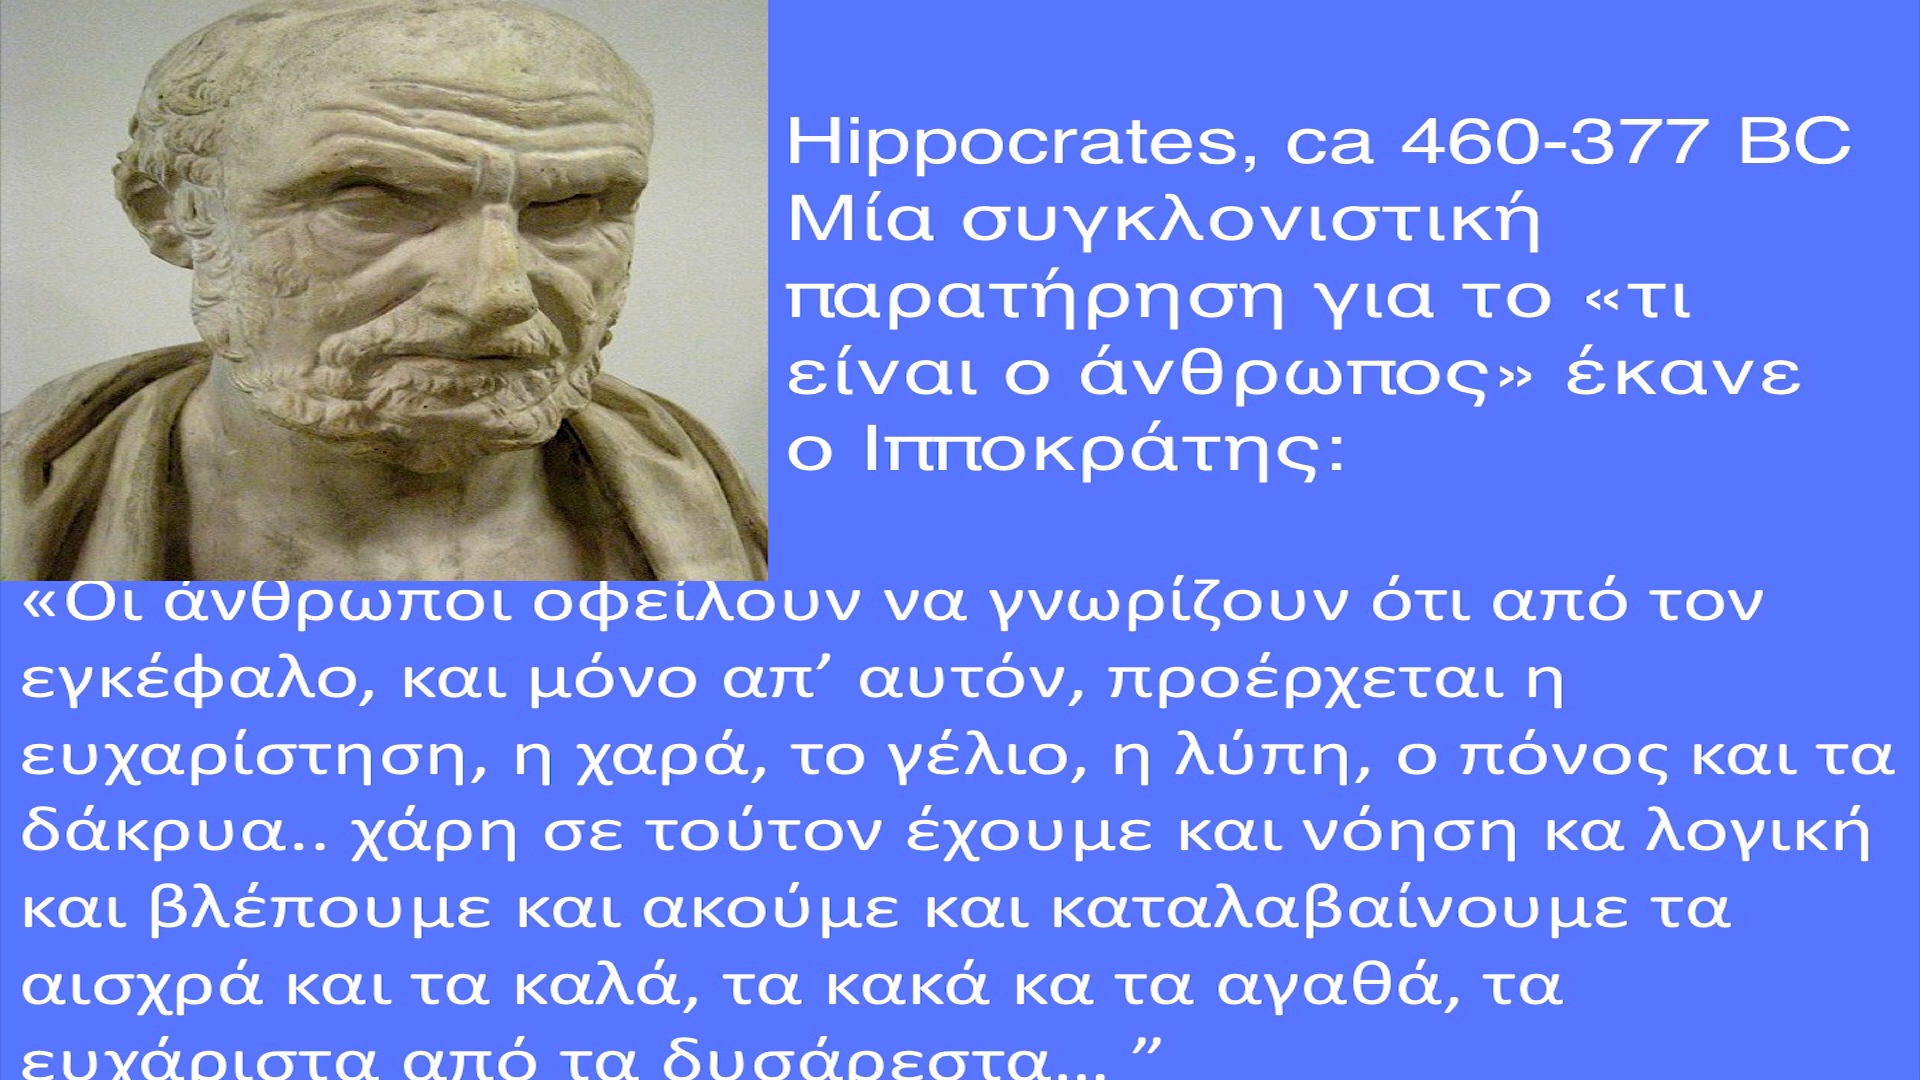 Hippocrates, ca 460-377 BC
Μία συγκλονιστική
παρατήρηση για το «τι
είναι ο άνθρωπος» έκανε
ο Ιπποκράτης:
«Οι άνθρωποι οφείλουν να γνωρίζουν ότι από τον
εγκέφαλο, και μόνο απ’ αυτόν, προέρχεται η
ευχαρίστηση, η χαρά, το γέλιο, η λύπη, ο πόνος και τα
δάκρυα.. χάρη σε τούτον έχουμε και νόηση κα λογική
και βλέπουμε και ακούμε και καταλαβαίνουμε τα
αισχρά και τα καλά, τα κακά κα τα αγαθά, τα
ευχάριστα από τα δυσάρεστα... ”